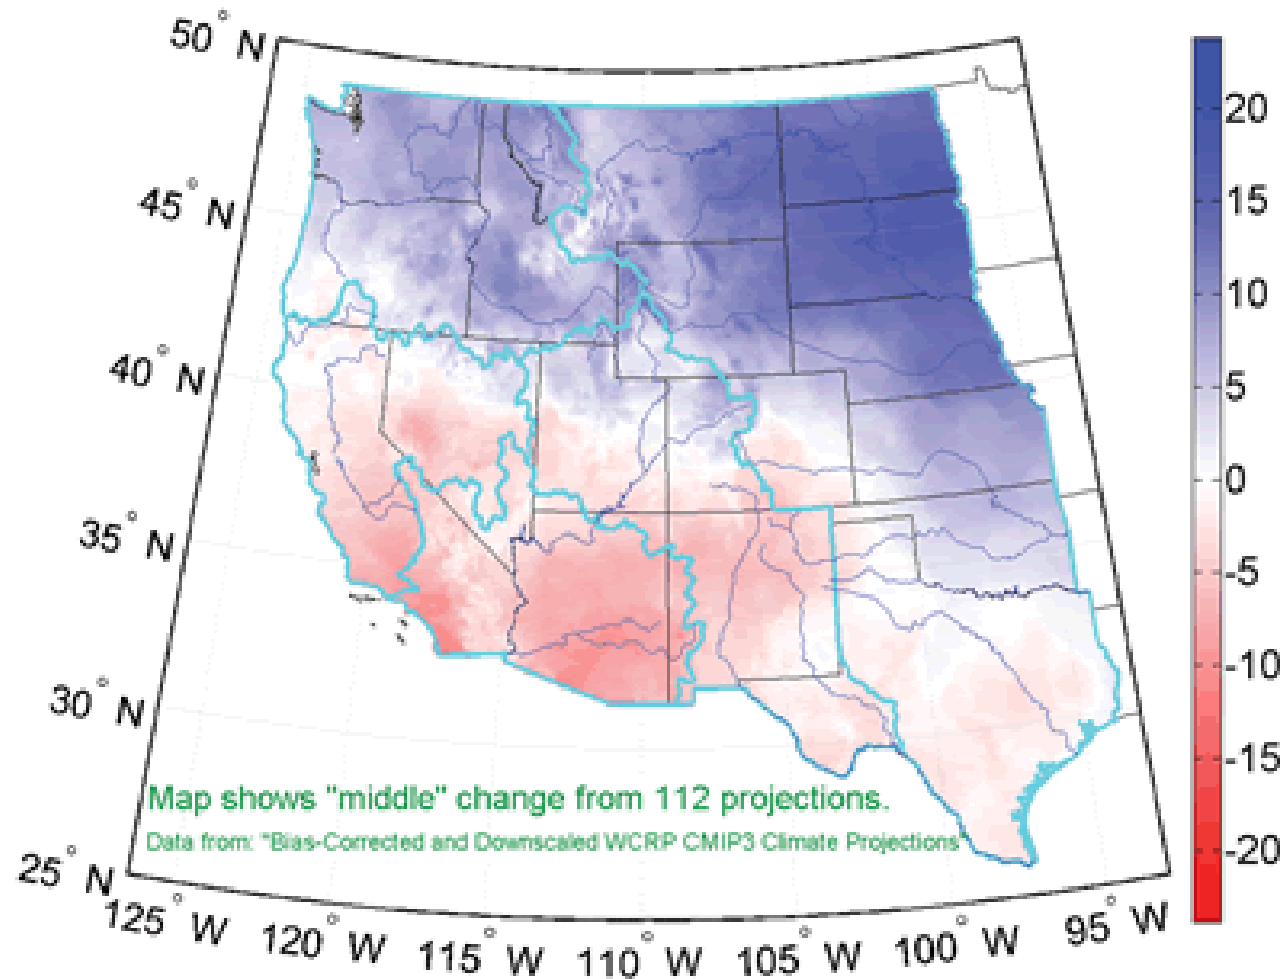 50° N
45° N
40° N
35° N
30° N
25° N
125° W
120° W
115° W
110° W
105° W
100° W
95° W
20
15
10
5
0
-5
-10
-15
-20
Map shows "middle" change from 112 projections.
Data from: "Bias-Corrected and Downscaled WCRP CMIP3 Climate Projections"